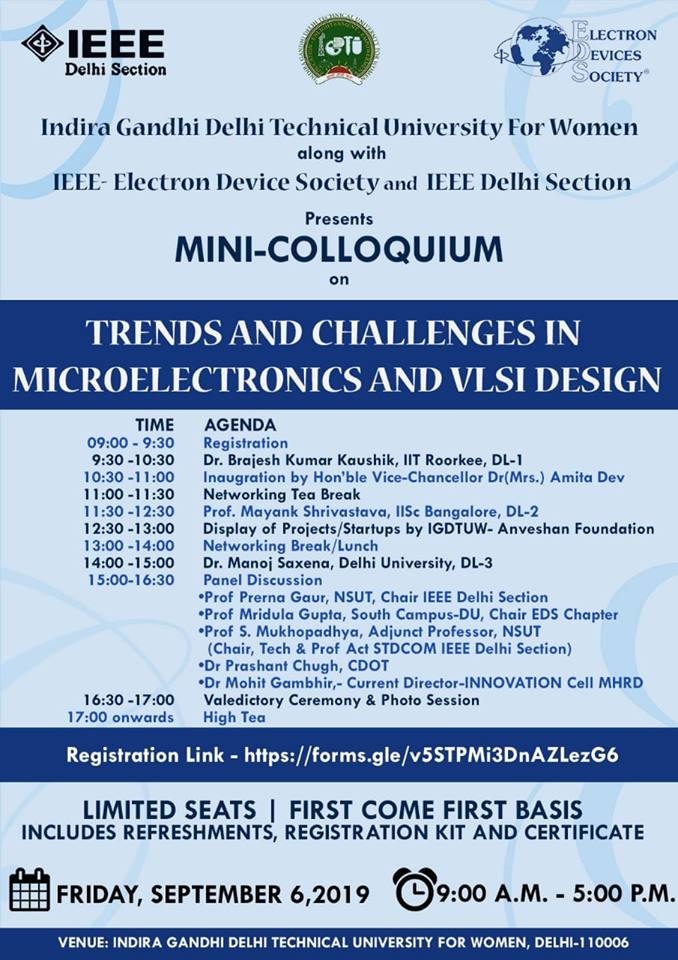 IEEE
Delhi Section
ELECTRON
DEVICES
SOCIETY®
Indira Gandhi Delhi Technical University For Women
along with
IEEE- Electron Device Society and IEEE Delhi Section
Presents
MINI-COLLOQUIUM
on
TRENDS AND CHALLENGES IN
MICROELECTRONICS AND VLSI DESIGN
TIME AGENDA
09:00 - 9:30 Registration
9:30 -10:30 Dr. Brajesh Kumar Kaushik, IIT Roorkee, DL-1
10:30 -11:00 Inaugration by Hon'ble Vice-Chancellor Dr(Mrs.) Amita Dev
11:00 -11:30 Networking Tea Break
11:30 -12:30 Prof. Mayank Shrivastava, IISc Bangalore, DL-2
12:30 -13:00 Display of Projects/Startups by IGDTUW- Anveshan Foundation
13:00 -14:00 Networking Break/Lunch
14:00 -15:00 Dr. Manoj Saxena, Delhi University, DL-3
15:00-16:30 Panel Discussion
•Prof Prerna Gaur, NSUT, Chair IEEE Delhi Section
•Prof Mridula Gupta, South Campus-DU, Chair EDS Chapter
•Prof S. Mukhopadhya, Adjunct Professor, NSUT
(Chair, Tech & Prof Act STDCOM IEEE Delhi Section)
•Dr Prashant Chugh, CDOT
•Dr Mohit Gambhir,- Current Director-INNOVATION Cell MHRD
16:30 -17:00 Valedictory Ceremony & Photo Session
17:00 onwards High Tea
Registration Link - https://forms.gle/v5STPMi3DnAZLezG6
LIMITED SEATS | FIRST COME FIRST BASIS
INCLUDES REFRESHMENTS, REGISTRATION KIT AND CERTIFICATE
FRIDAY, SEPTEMBER 6,2019
9:00 A.M. - 5:00 P.M.
VENUE: INDIRA GANDHI DELHI TECHNICAL UNIVERSITY FOR WOMEN, DELHI-110006